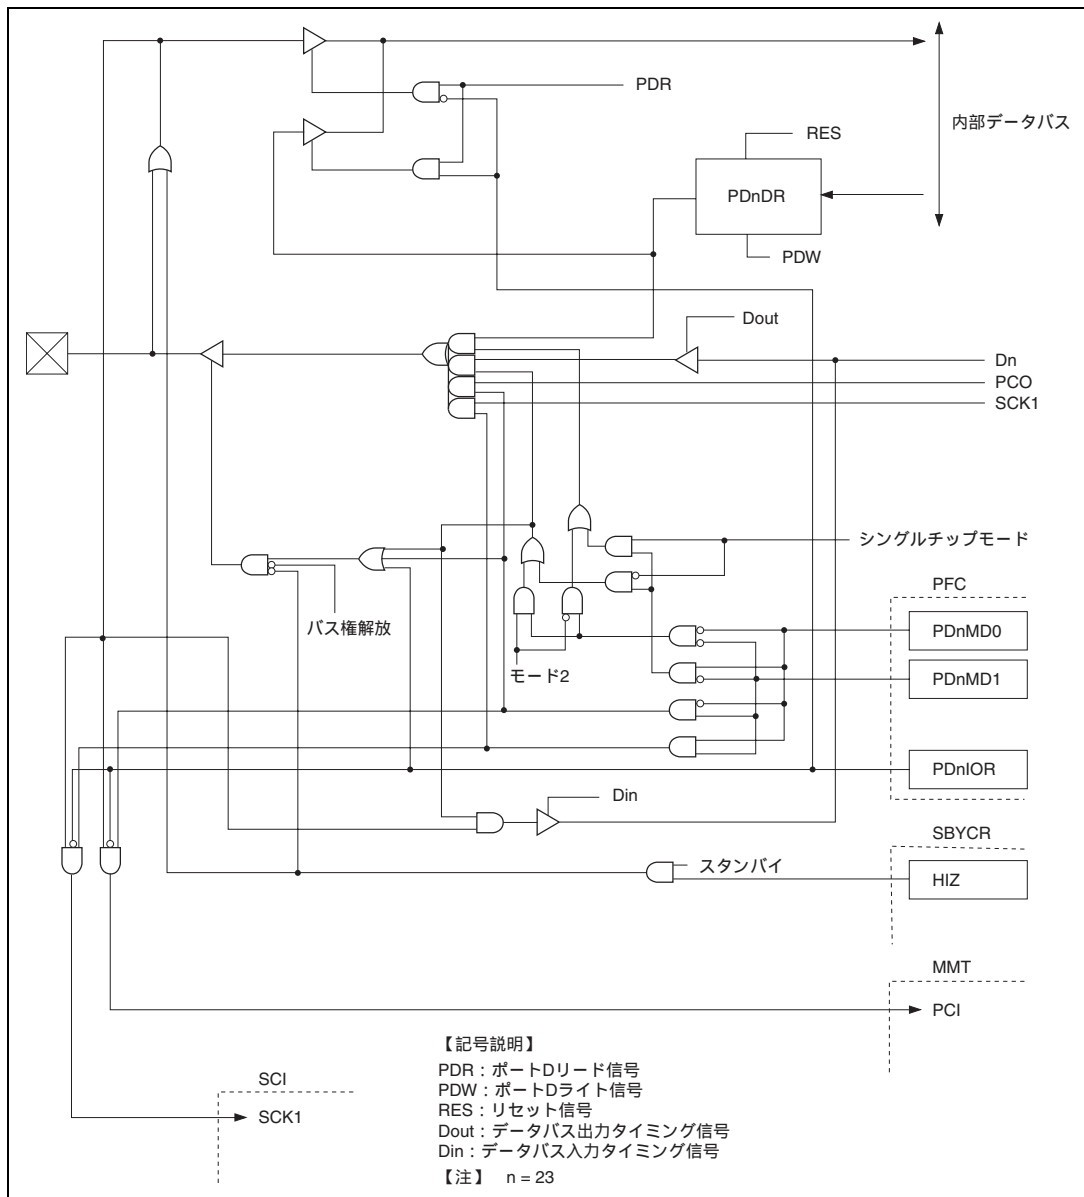 PDR
内部データバス
RES
PDnDR
PDW
Dout
Dn
PCO
SCK1
シングルチップモード
PFC
PDnMD0
バス権解放
モード2
PDnMD1
PDnIOR
Din
SBYCR
スタンバイ
HIZ
MMT
PCI
【記号説明】
PDR：ポートDリード信号
PDW：ポートDライト信号
RES：リセット信号
Dout：データバス出力タイミング信号
Din：データバス入力タイミング信号
【注】 n = 23
SCI
SCK1